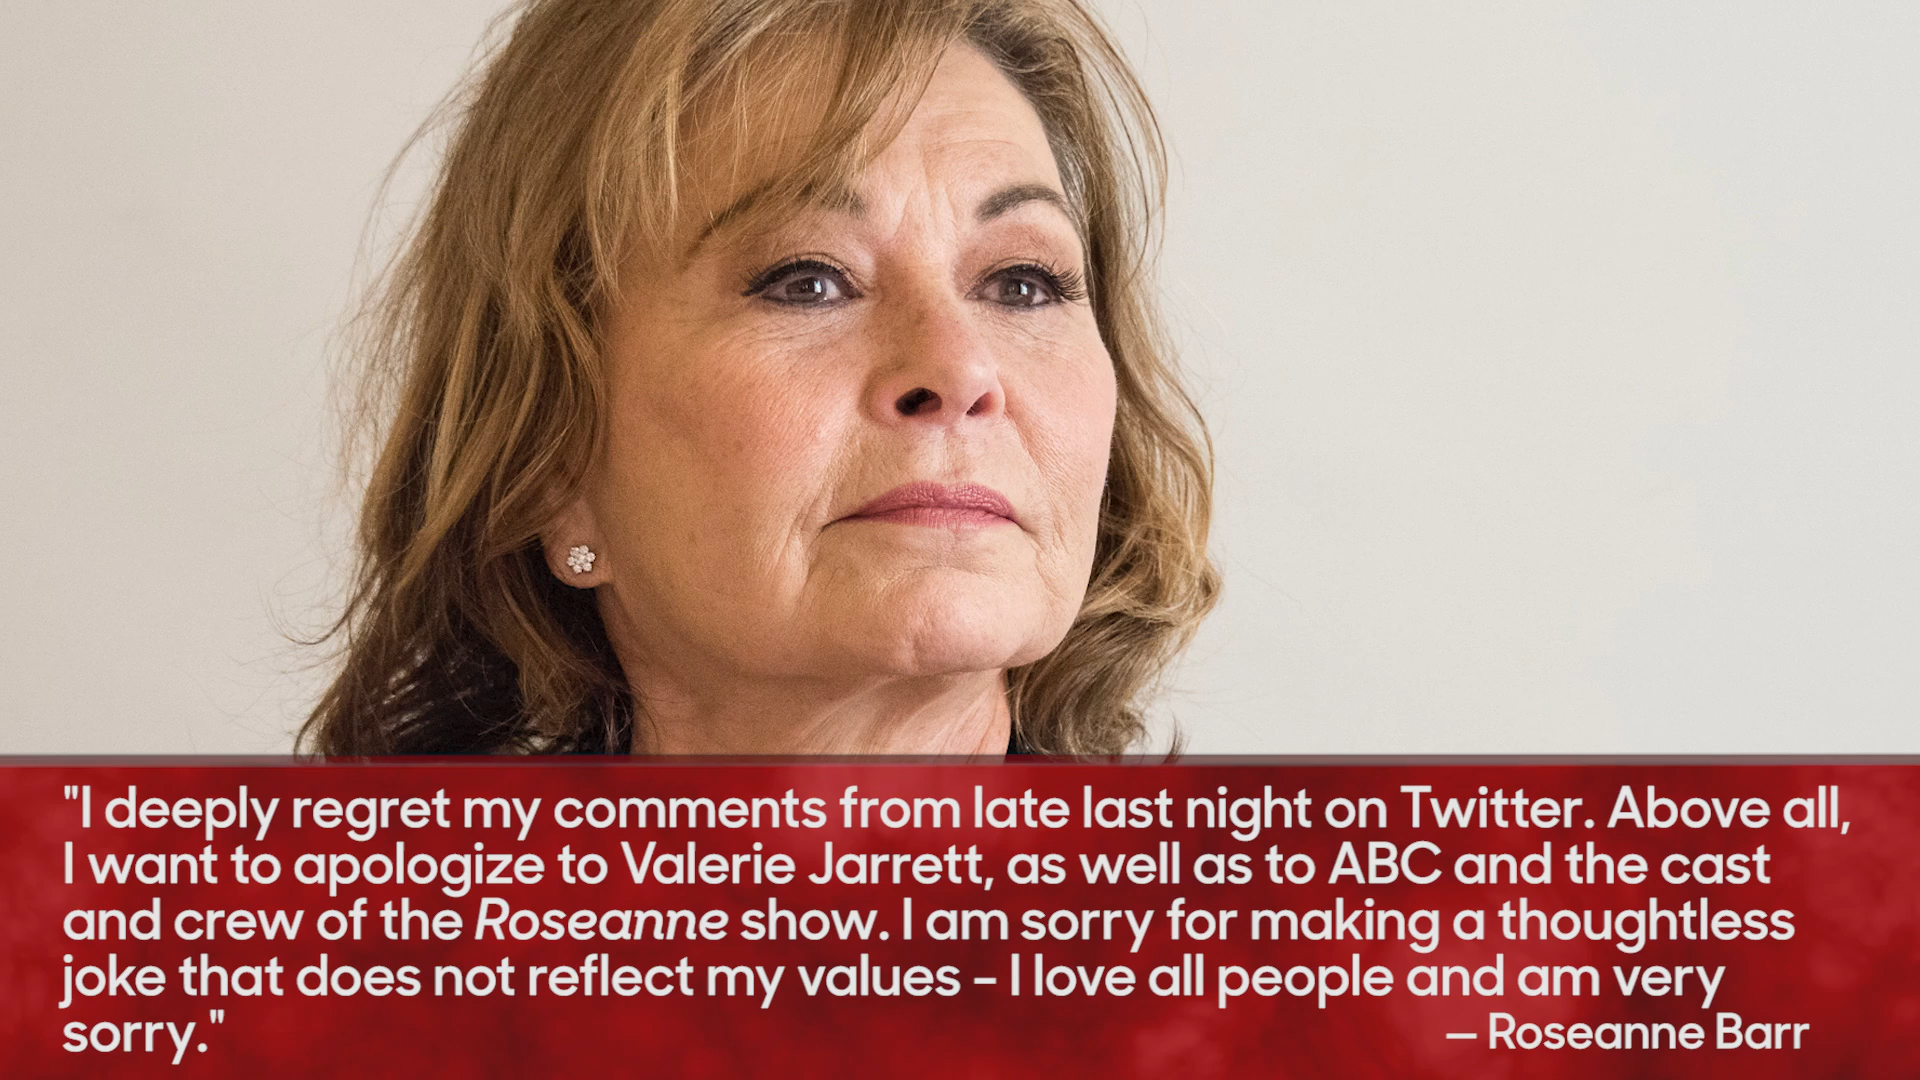 "I deeply regret my comments from late last night on Twitter. Above all,
I want to apologize to Valerie Jarrett, as well as to ABC and the cast
and crew of the Roseanne show. I am sorry for making a thoughtless
joke that does not reflect my values – I love all people and am very
sorry."
— Roseanne Barr